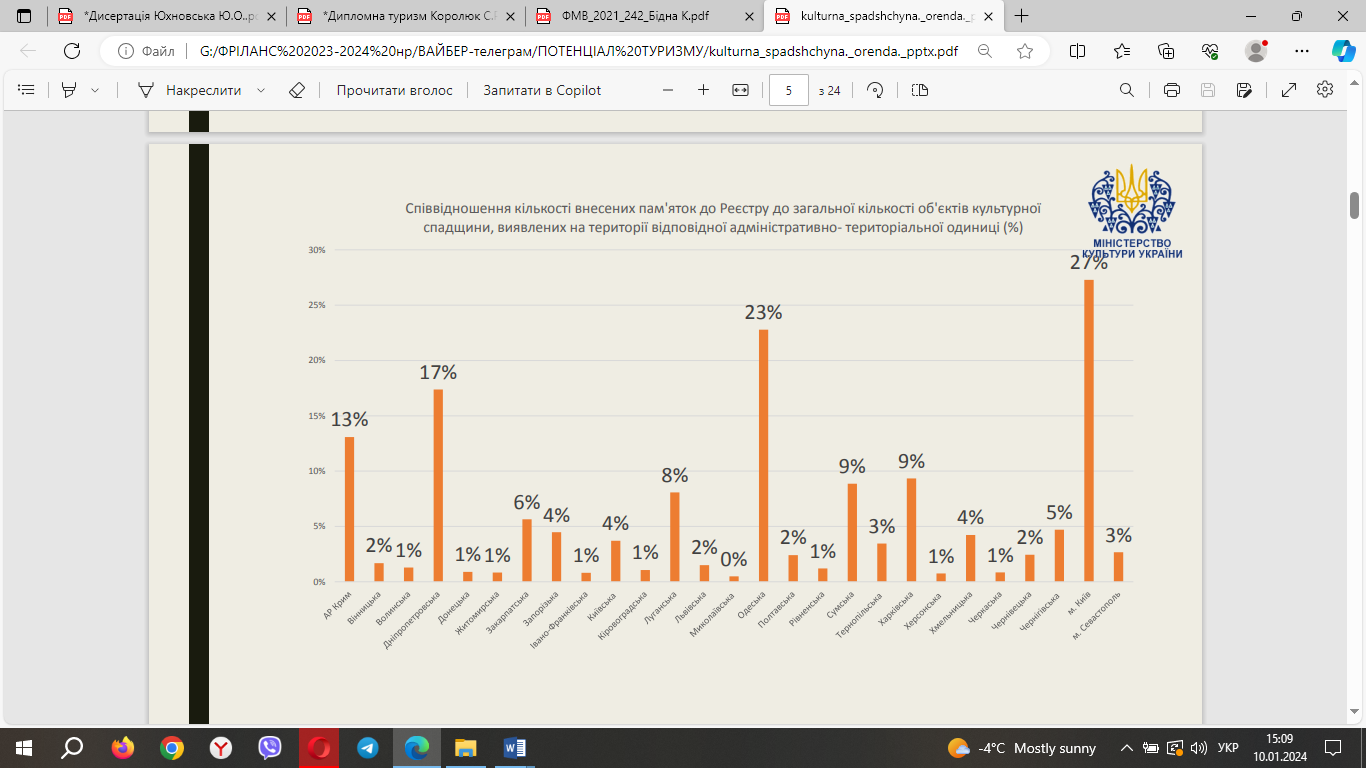 *Дисертація Юхновська Ю.О..pdf
*Дипломна туризм Королюк С.
ФМВ_2021_242_Бідна К.pdf
kulturna_spadshchyna._orenda._p
Файл
G:/ФРІЛАНС%202023-2024%20нр/ВАЙБЕР-телеграм/ПОТЕНЦІАЛ%20ТУРИЗМУ/kulturna_spadshchyna._orenda._pptx.pdf
Накреслити
Прочитати вголос
Запитати в Copilot
5
з 24
МІНІСТЕРСТВО
КУЛЬТУРИ УКРАЇНИ
Співвідношення кількості внесених пам'яток до Реєстру до загальної кількості об'єктів культурної
спадщини, виявлених на території відповідної адміністративно- територіальної одиниці (%)
30%
25%
20%
15%
10%
5%
0%
13%
2%
1%
17%
1%
1%
6%
4%
1%
4%
1%
8%
2%
0%
23%
2%
1%
9%
3%
9%
1%
4%
1%
2%
5%
27%
3%
АР Крим
Вінницька
Волинська
Дніпропетровська
Донецька
Житомирська
Закарпатська
Запорізька
Івано-Франківська
Київська
Кіровоградська
Луганська
Львівська
Миколаївська
Одеська
Полтавська
Рівненська
Сумська
Тернопільська
Харківська
Херсонська
Хмельницька
Черкаська
Чернівецька
Чернігівська
м. Київ
м. Севастополь
-4°C Mostly sunny
УКР
15:09
10.01.2024